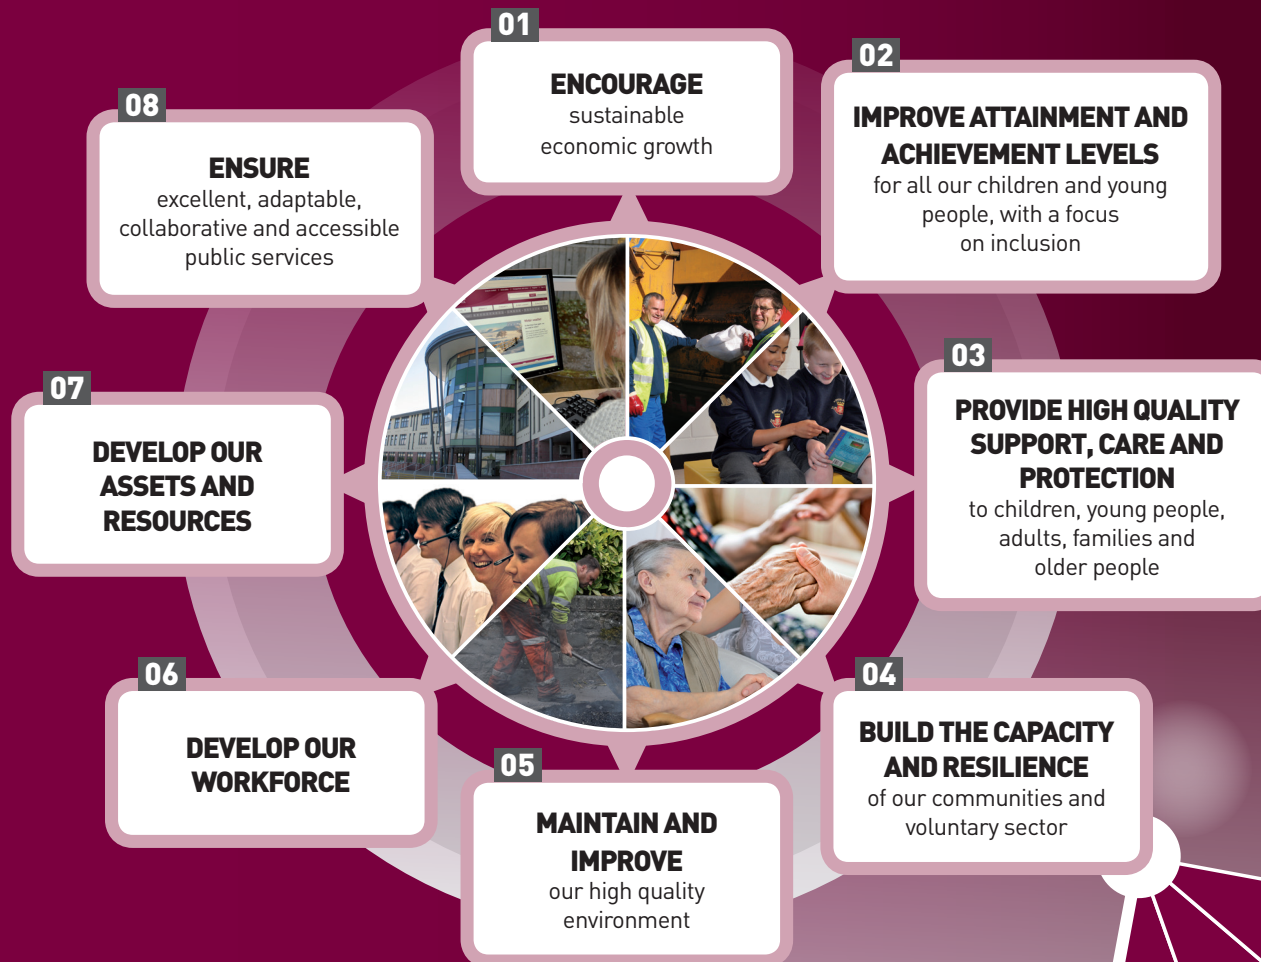 01
ENCOURAGE
sustainable
economic growth
02
IMPROVE ATTAINMENT AND
ACHIEVEMENT LEVELS
for all our children and young
people, with a focus
on inclusion
03
PROVIDE HIGH QUALITY
SUPPORT, CARE AND
PROTECTION
to children, young people,
adults, families and
older people
04
BUILD THE CAPACITY
AND RESILIENCE
of our communities and
voluntary sector
05
MAINTAIN AND
IMPROVE
our high quality
environment
06
DEVELOP OUR
WORKFORCE
07
DEVELOP OUR
ASSETS AND
RESOURCES
08
ENSURE
excellent, adaptable,
collaborative and accessible
public services